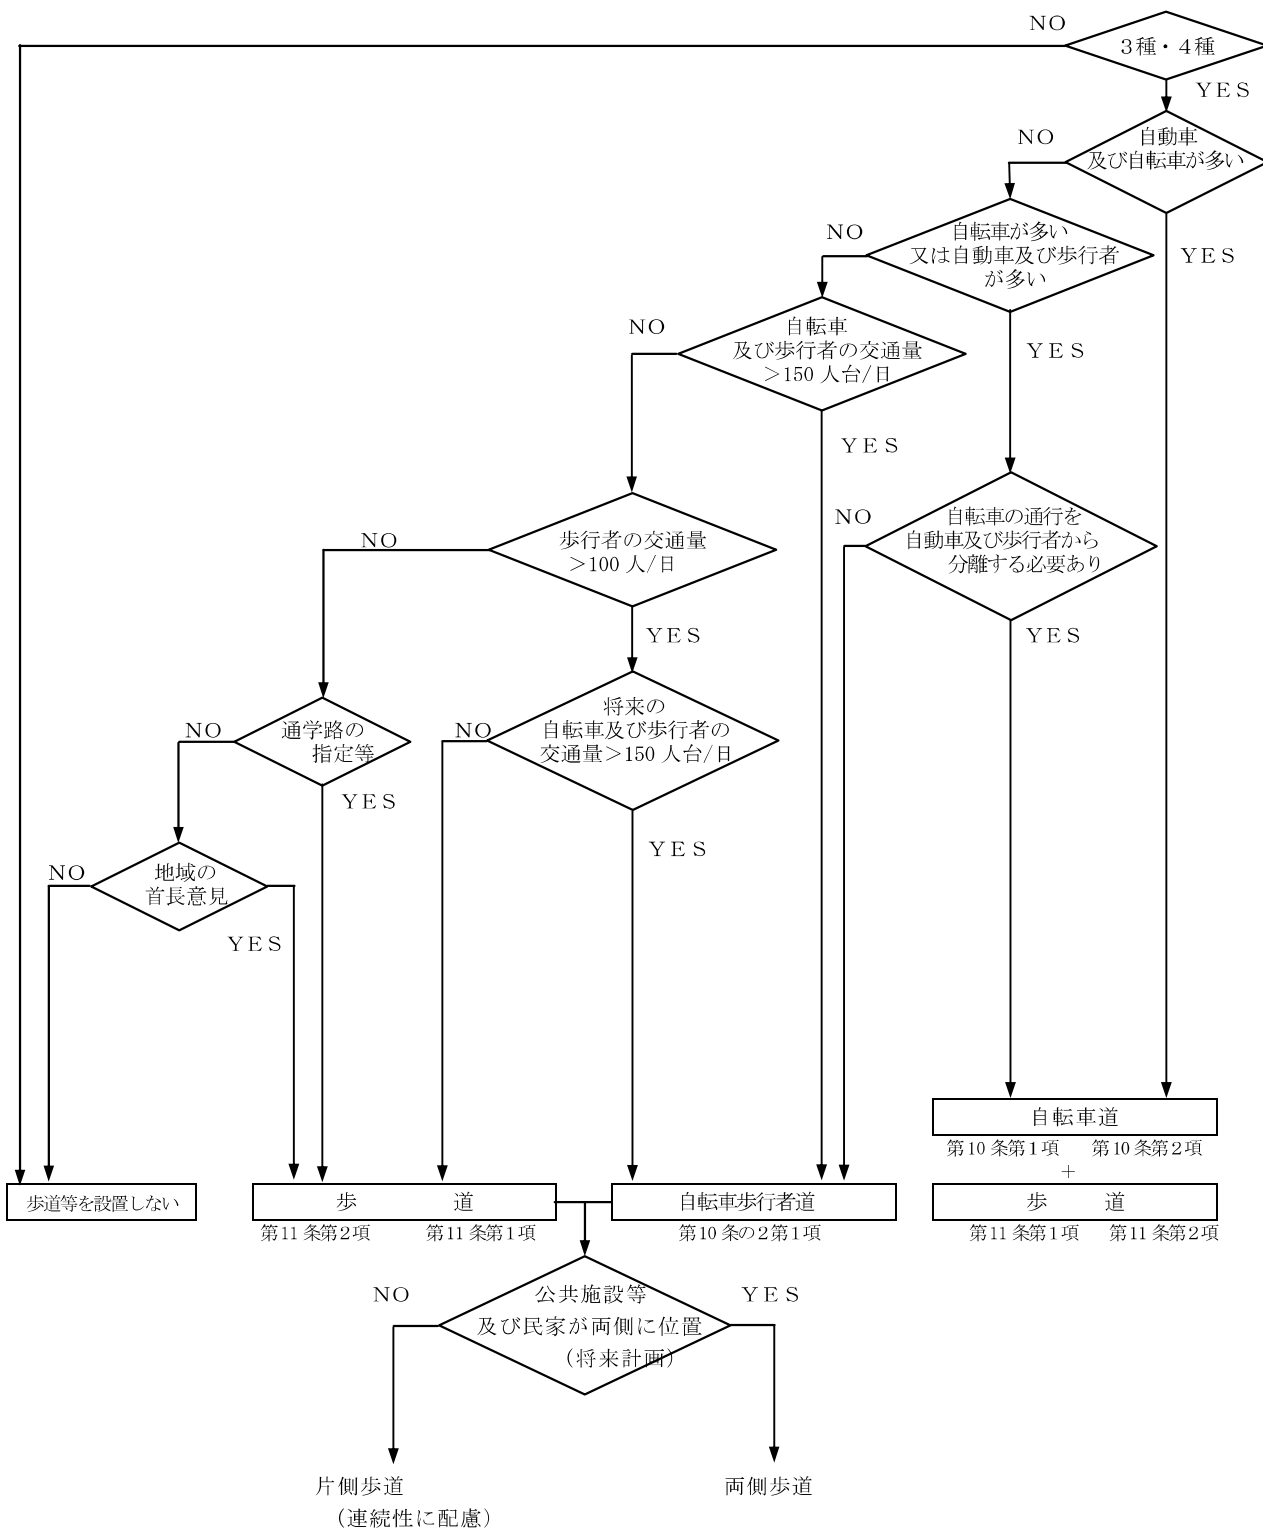 NO
３種・４種
YES
NO
自動車
及び自転車が多い
NO
自転車が多い
又は自動車及び歩行者
が多い
YES
NO
自転車
及び歩行者の交通量
＞150 人台/日
YES
YES
NO
歩行者の交通量
＞100 人/日
NO
自転車の通行を
自動車及び歩行者から
分離する必要あり
YES
YES
NO
通学路の
指定等
NO
将来の
自転車及び歩行者の
交通量＞150 人台/日
YES
YES
NO
地域の
首長意見
YES
自転車道
第10 条第１項 第10 条第２項
＋
歩道等を設置しない
歩 道
自転車歩行者道
歩 道
第11 条第２項 第11 条第１項
第10 条の２第１項
第11 条第１項 第11 条第２項
NO
公共施設等
及び民家が両側に位置
（将来計画）
YES
片側歩道
（連続性に配慮）
両側歩道